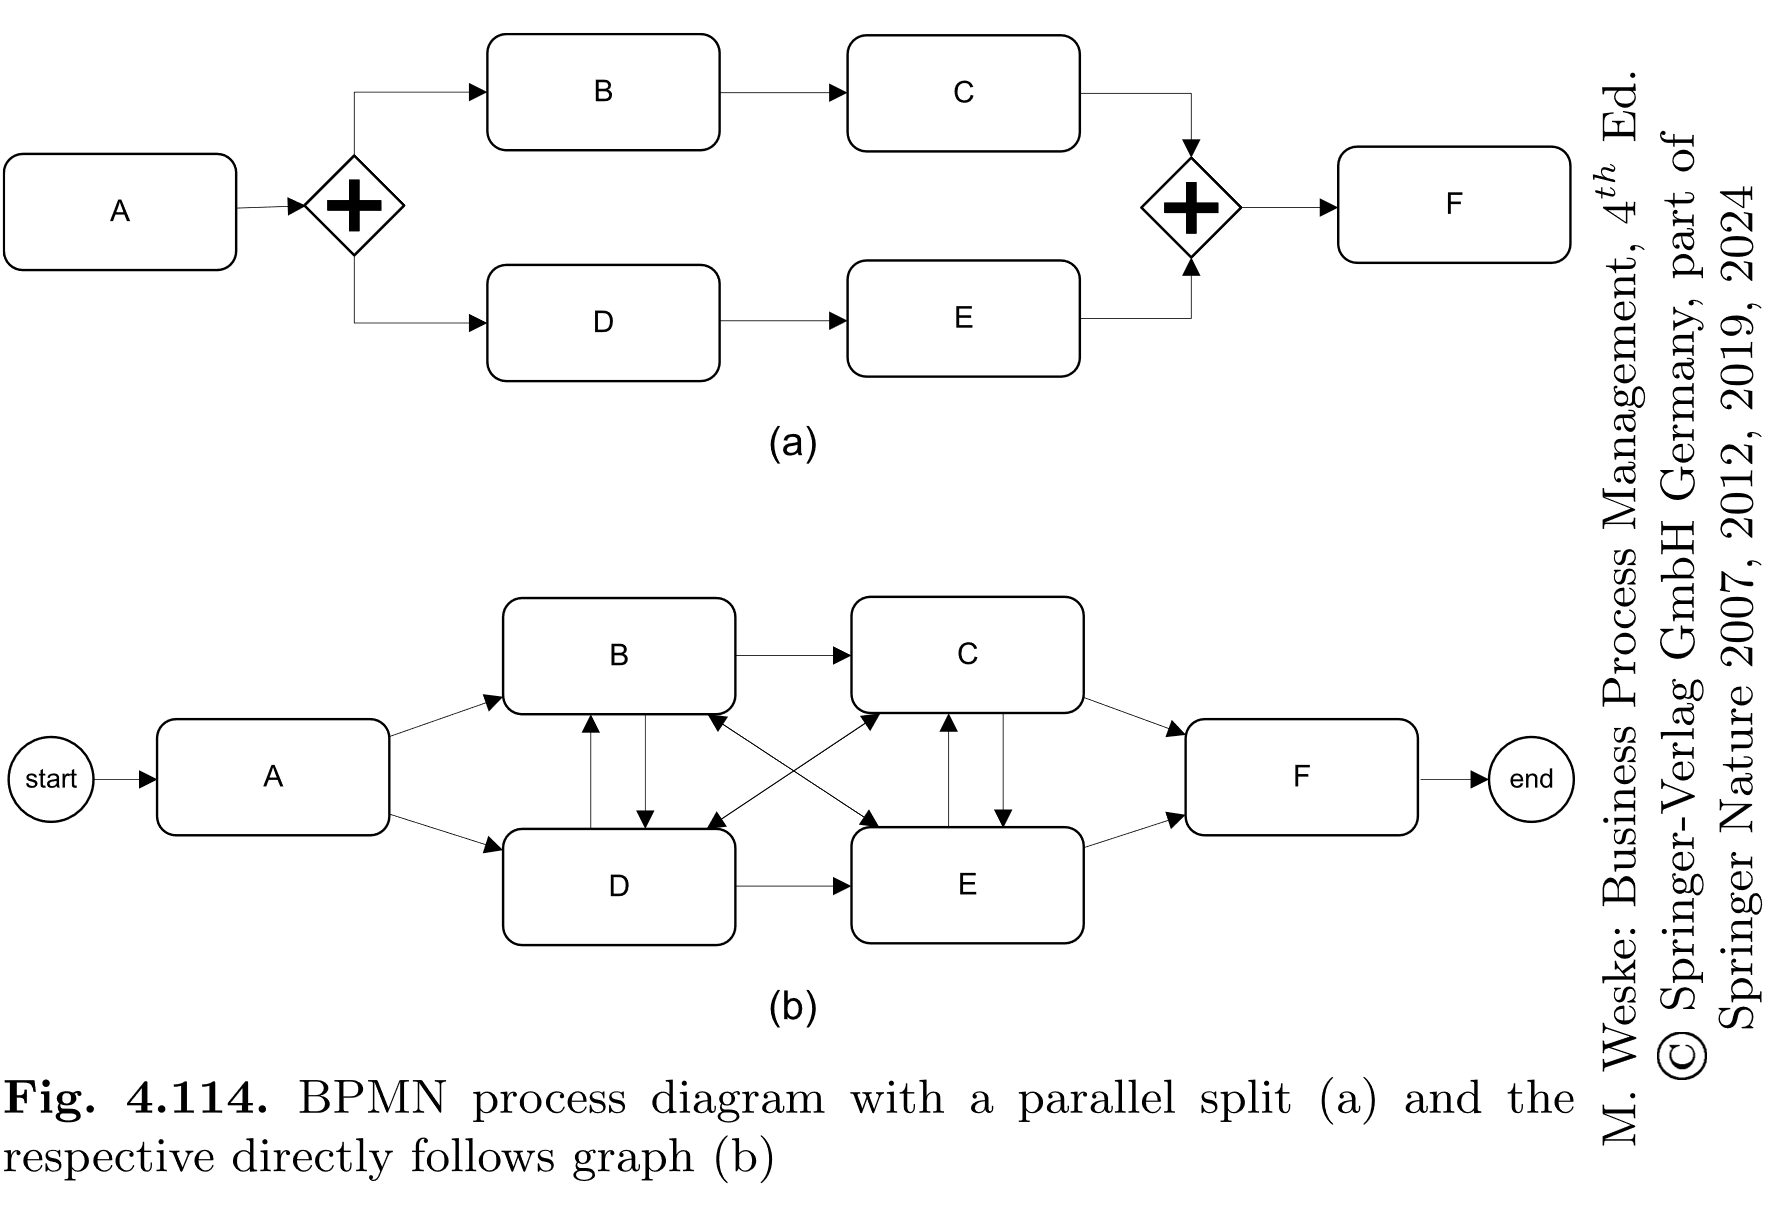 B
C
A
F
D
E
(a)
B
C
start
A
F
end
D
E
(b)
Fig. 4.114. BPMN process diagram with a parallel split (a) and the
respective directly follows graph (b)
M. Weske: Business Process Management, 4th Ed.
© Springer-Verlag GmbH Germany, part of
Springer Nature 2007, 2012, 2019, 2024